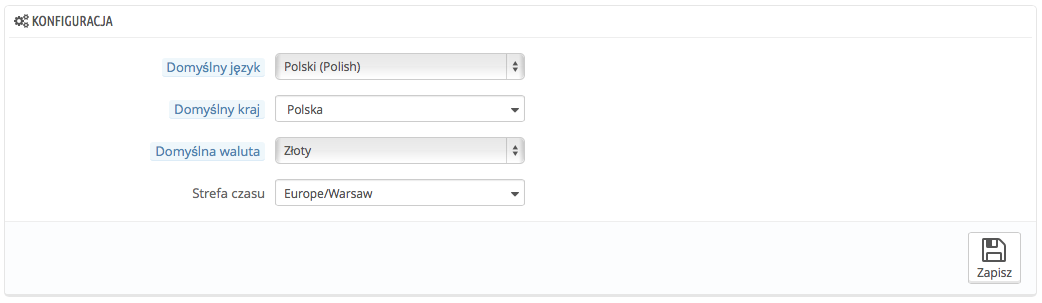 KONFIGURACJA
Domyślny język Polski (Polish)
Domyślny kraj Polska
Domyślna waluta Złoty
Strefa czasu Europe/Warsaw
Zapisz